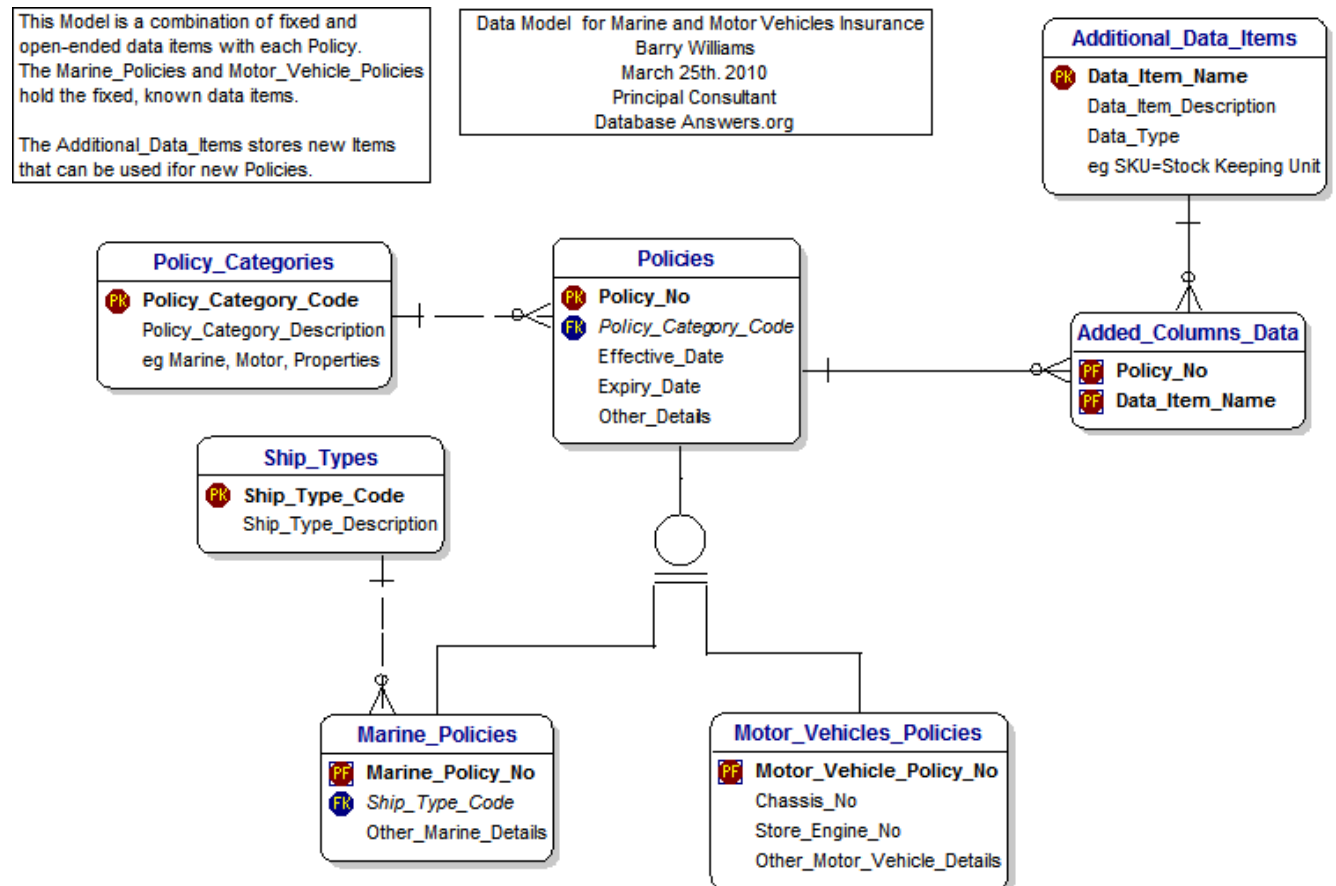 This Model is a combination of fixed and
open-ended data items with each Policy.
The Marine_Policies and Motor_Vehicle_Policies
hold the fixed, known data items.
The Additional_Data_Items stores new Items
that can be used ifor new Policies.
Data Model for Marine and Motor Vehicles Insurance
Barry Williams
March 25th. 2010
Principal Consultant
Database Answers.org
Additional_Data_Items
PK Data_Item_Name
Data_Item_Description
Data_Type
eg SKU=Stock Keeping Unit
Policy_Categories
PK Policy_Category_Code
Policy_Category_Description
eg Marine, Motor, Properties
Policies
PK Policy_No
FK Policy_Category_Code
Effective_Date
Expiry_Date
Other_Details
Added_Columns_Data
PF Policy_No
PF Data_Item_Name
Ship_Types
PK Ship_Type_Code
Ship_Type_Description
Marine_Policies
PF Marine_Policy_No
FK Ship_Type_Code
Other_Marine_Details
Motor_Vehicles_Policies
PF Motor_Vehicle_Policy_No
Chassis_No
Store_Engine_No
Other_Motor_Vehicle_Details